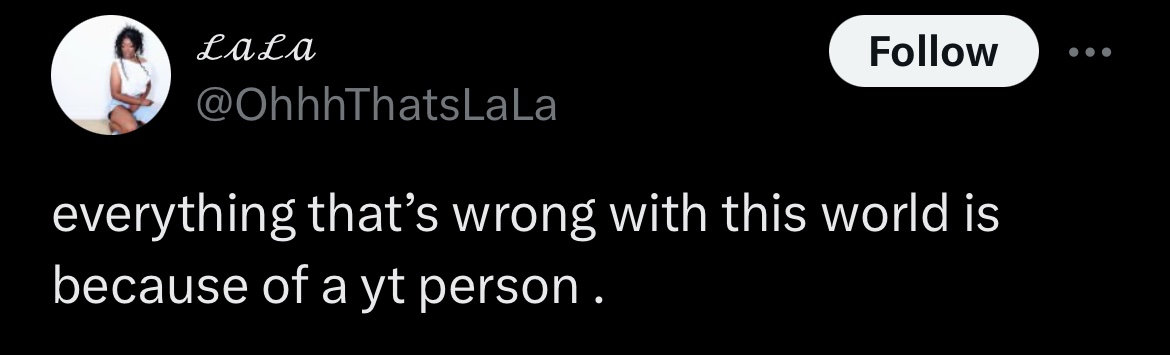 ℒ𝒶ℒ𝒶
Follow
@OhhhThatsLaLa
everything that’s wrong with this world is
because of a yt person .